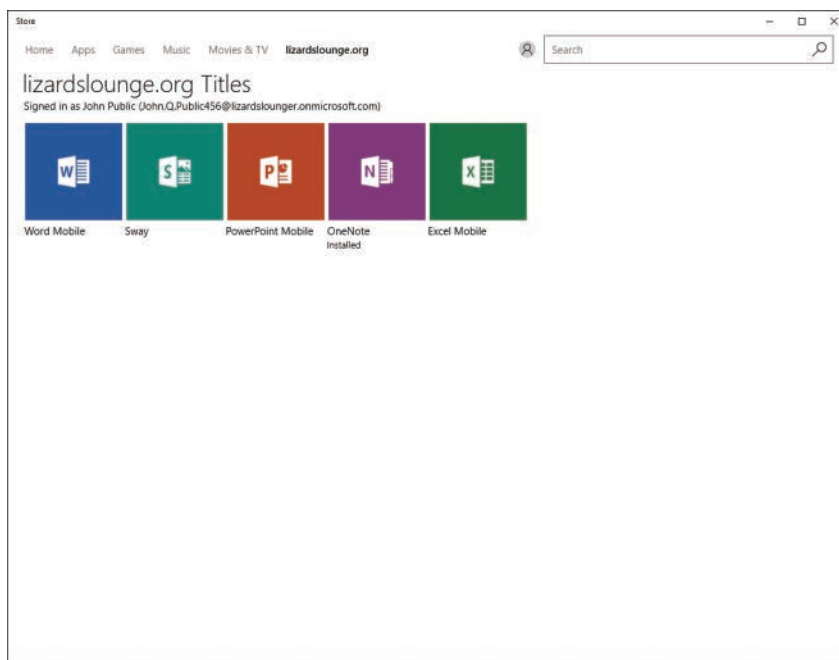 Store
Home Apps Games Music Movies & TV lizardslounge.org Search
lizardslounge.org Titles
Signed in as John Public (John.Q.Public456@lizardslounger.onmicrosoft.com)
W S P N X
Word Mobile Sway PowerPoint Mobile OneNote Excel Mobile
Installed